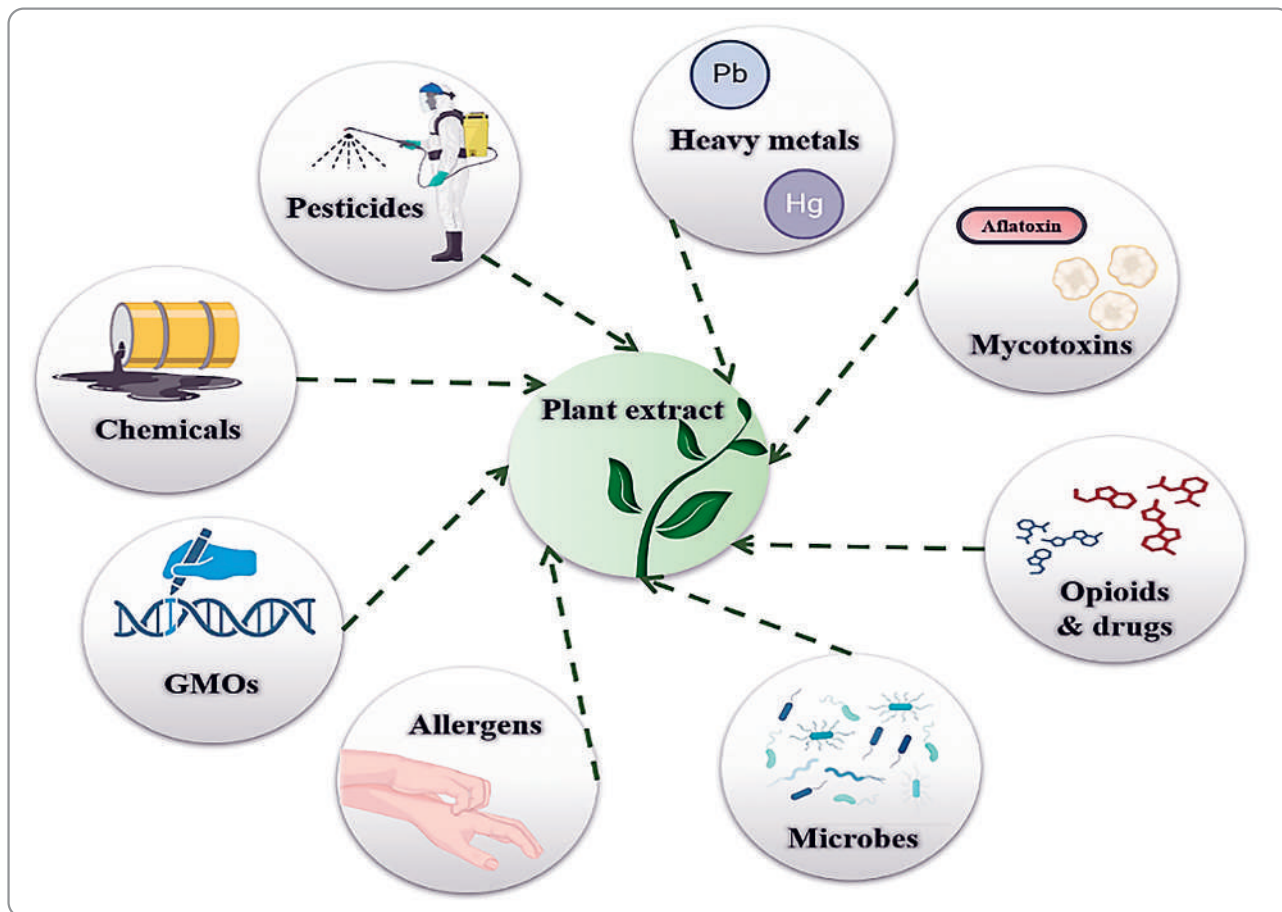 Pb
Heavy metals
Hg
Pesticides
Aflatoxin
Mycotoxins
Plant extract
Chemicals
Opioids
& drugs
GMOs
Allergens
Microbes